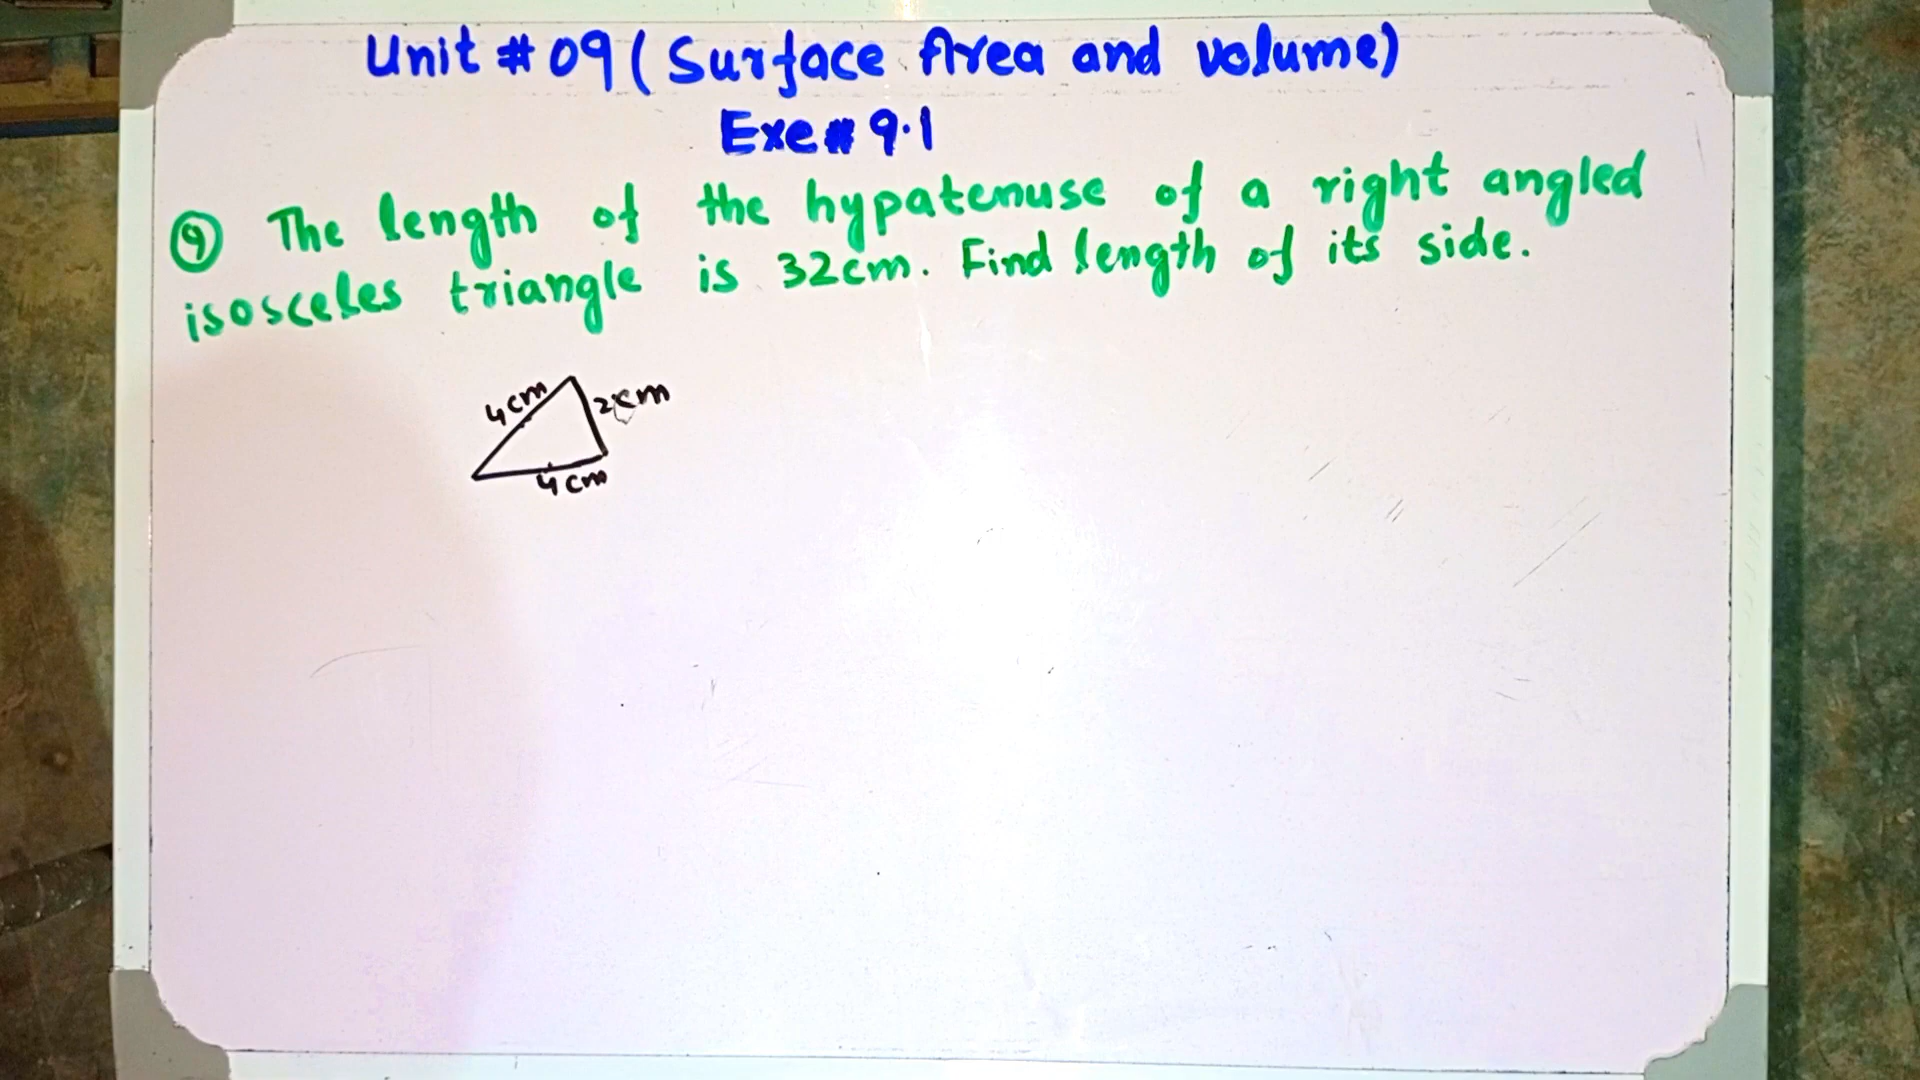 Unit # 09 ( Surface Area and volume)
Exe # 9.1
⑨ The length of the hypatenuse of a right angled
isosceles triangle is 32cm. Find length of its side.
4cm
2cm
4cm